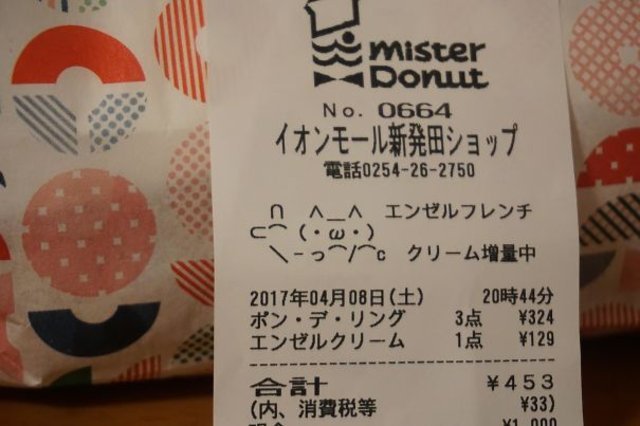 mister
Donut
No. 0664
イオンモール新発田ショップ
電話0254-26-2750
∩ ∧＿∧ エンゼルフレンチ
⊂⌒（・ω・）
＼－っ⌒/⌒c クリーム増量中
2017年04月08日(土) 20時44分
ポン・デ・リング 3点 ¥324
エンゼルクリーム 1点 ¥129
合計 ¥453
(内、消費税等 ¥33)